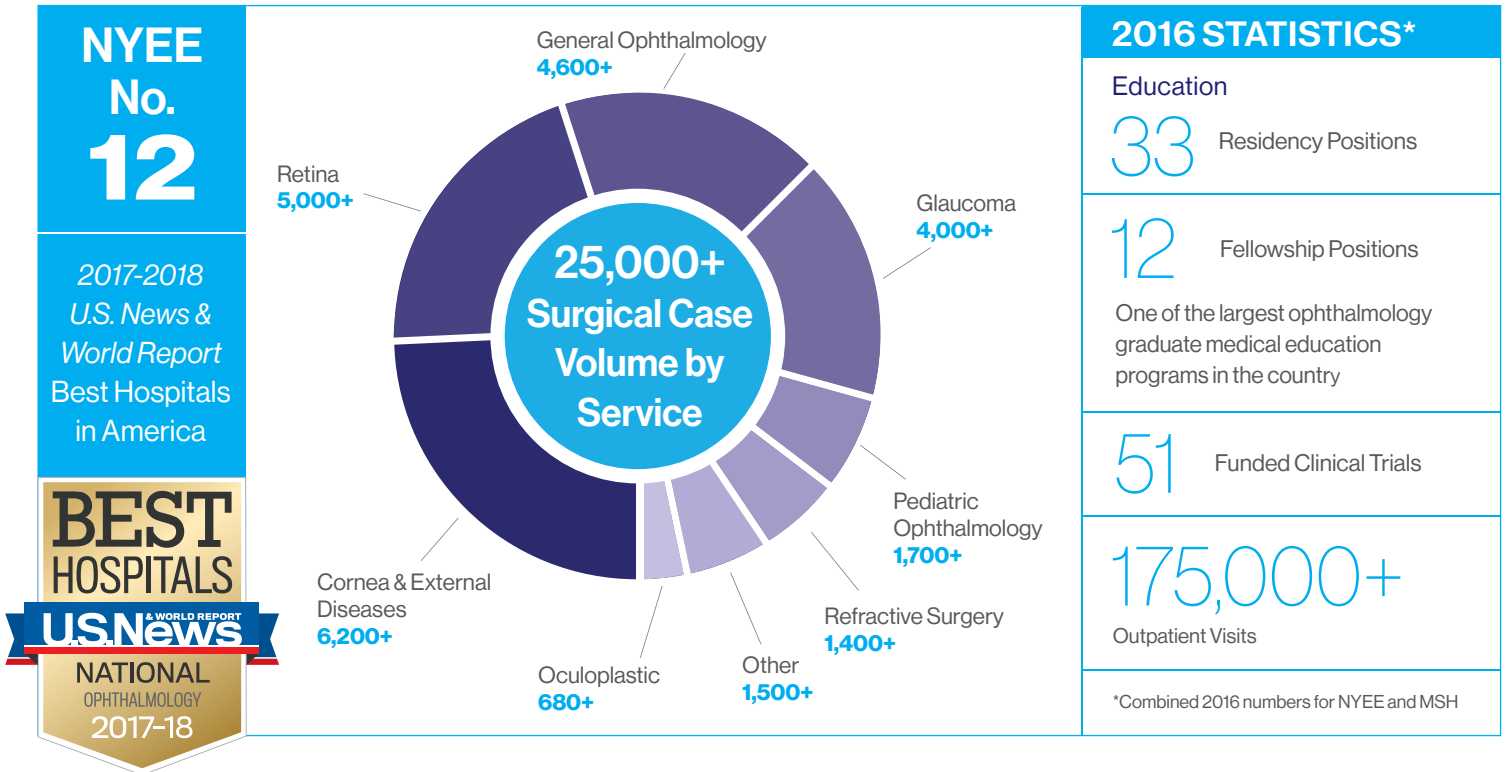 NYEE
No.
12
2017-2018
U.S. News &
World Report
Best Hospitals
in America
BEST
HOSPITALS
U.S.News & WORLD REPORT
NATIONAL
OPHTHALMOLOGY
2017–18
General Ophthalmology
4,600+
Retina
5,000+
Glaucoma
4,000+
25,000+
Surgical Case
Volume by
Service
Pediatric
Ophthalmology
1,700+
Cornea & External
Diseases
6,200+
Refractive Surgery
1,400+
Oculoplastic
680+
Other
1,500+
2016 STATISTICS*
Education
33 Residency Positions
12 Fellowship Positions
One of the largest ophthalmology
graduate medical education
programs in the country
51 Funded Clinical Trials
175,000+
Outpatient Visits
*Combined 2016 numbers for NYEE and MSH